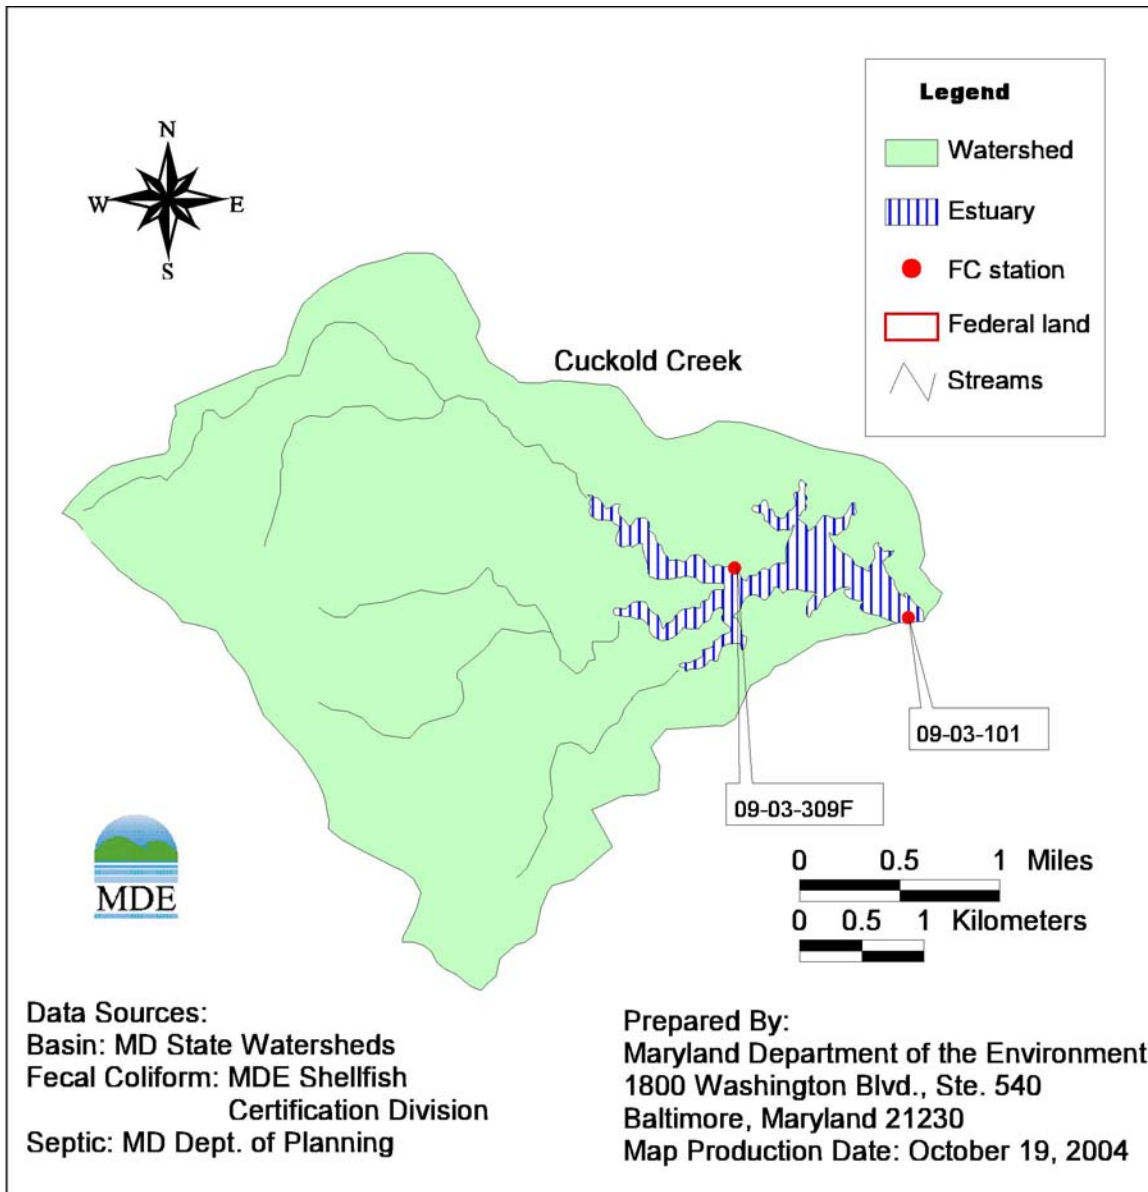 Legend
Watershed
Estuary
FC station
Federal land
Streams
N
W
E
S
Cuckold Creek
09-03-101
09-03-309F
MDE
0 0.5 1 Miles
0 0.5 1 Kilometers
Data Sources:
Basin: MD State Watersheds
Fecal Coliform: MDE Shellfish
Certification Division
Septic: MD Dept. of Planning
Prepared By:
Maryland Department of the Environment
1800 Washington Blvd., Ste. 540
Baltimore, Maryland 21230
Map Production Date: October 19, 2004